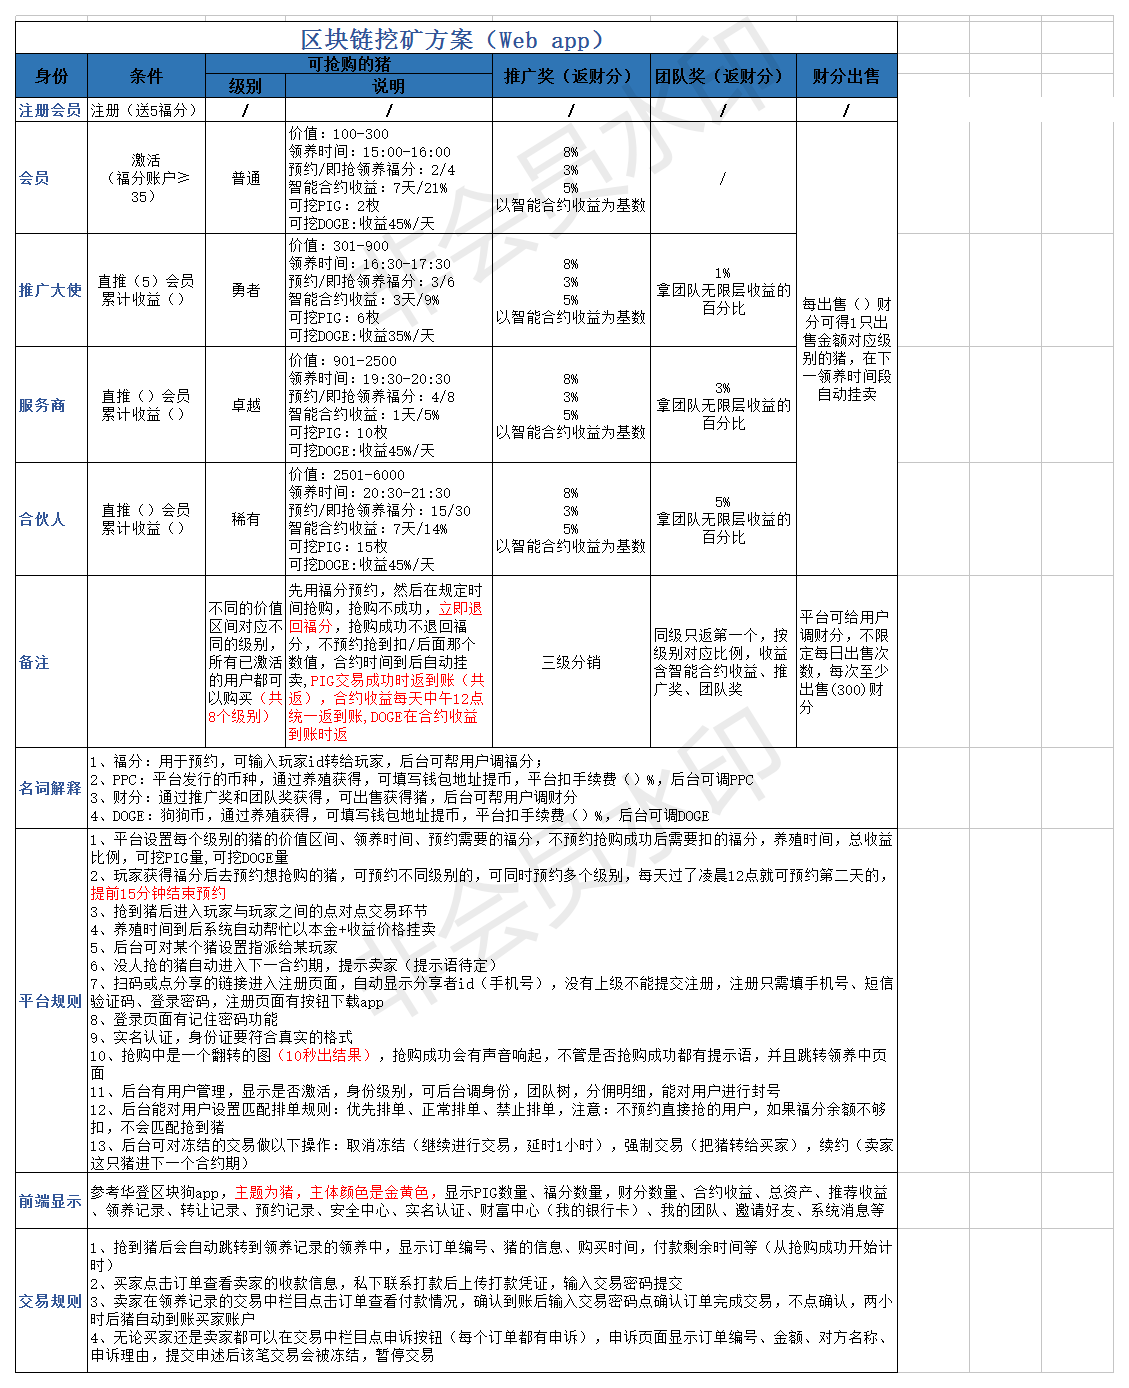 区块链挖矿方案（Web app）
身份
条件
可抢购的猪
级别
说明
推广奖（返财分）
团队奖（返财分）
财分出售
注册会员
注册（送5福分）
/
/
/
/
/
会员
激活
（福分账户≥
35）
普通
价值：100-300
领养时间：15:00-16:00
预约/即抢领养福分：2/4
智能合约收益：7天/21%
可挖PIG：2枚
可挖DOGE:收益45%/天
8%
3%
5%
以智能合约收益为基数
/
每出售（）财
分可得1只出
售金额对应级
别的猪，在下
一领养时间段
自动挂卖
推广大使
直推（5）会员
累计收益（）
勇者
价值：301-900
领养时间：16:30-17:30
预约/即抢领养福分：3/6
智能合约收益：3天/9%
可挖PIG：6枚
可挖DOGE:收益35%/天
8%
3%
5%
以智能合约收益为基数
1%
拿团队无限层收益的
百分比
服务商
直推（）会员
累计收益（）
卓越
价值：901-2500
领养时间：19:30-20:30
预约/即抢领养福分：4/8
智能合约收益：1天/5%
可挖PIG：10枚
可挖DOGE:收益45%/天
8%
3%
5%
以智能合约收益为基数
3%
拿团队无限层收益的
百分比
合伙人
直推（）会员
累计收益（）
稀有
价值：2501-6000
领养时间：20:30-21:30
预约/即抢领养福分：15/30
智能合约收益：7天/14%
可挖PIG：15枚
可挖DOGE:收益45%/天
8%
3%
5%
以智能合约收益为基数
5%
拿团队无限层收益的
百分比
备注
不同的价值
区间对应不
同的级别，
所有已激活
的用户都可
以购买（共
8个级别）
先用福分预约，然后在规定时
间抢购，抢购不成功，立即退
回福分，抢购成功不退回福
分，不预约抢到扣/后面那个
数值，合约时间到后自动挂
卖,PIG交易成功时返到账（共
返），合约收益每天中午12点
统一返到账,DOGE在合约收益
到账时返
三级分销
同级只返第一个，按
级别对应比例，收益
含智能合约收益、推
广奖、团队奖
平台可给用户
调财分，不限
定每日出售次
数，每次至少
出售(300)财
分
名词解释
1、福分：用于预约，可输入玩家id转给玩家，后台可帮用户调福分；
2、PPC：平台发行的币种，通过养殖获得，可填写钱包地址提币，平台扣手续费（）%，后台可调PPC
3、财分：通过推广奖和团队奖获得，可出售获得猪，后台可帮用户调财分
4、DOGE：狗狗币，通过养殖获得，可填写钱包地址提币，平台扣手续费（）%，后台可调DOGE
平台规则
1、平台设置每个级别的猪的价值区间、领养时间、预约需要的福分，不预约抢购成功后需要扣的福分，养殖时间，总收益
比例，可挖PIG量,可挖DOGE量
2、玩家获得福分后去预约想抢购的猪，可预约不同级别的，可同时预约多个级别，每天过了凌晨12点就可预约第二天的，
提前15分钟结束预约
3、抢到猪后进入玩家与玩家之间的点对点交易环节
4、养殖时间到后系统自动帮忙以本金+收益价格挂卖
5、后台可对某个猪设置指派给某玩家
6、没人抢的猪自动进入下一合约期，提示卖家（提示语待定）
7、扫码或点分享的链接进入注册页面，自动显示分享者id（手机号），没有上级不能提交注册，注册只需填手机号、短信
验证码、登录密码，注册页面有按钮下载app
8、登录页面有记住密码功能
9、实名认证，身份证要符合真实的格式
10、抢购中是一个翻转的图（10秒出结果），抢购成功会有声音响起，不管是否抢购成功都有提示语，并且跳转领养中页
面
11、后台有用户管理，显示是否激活，身份级别，可后台调身份，团队树，分佣明细，能对用户进行封号
12、后台能对用户设置匹配排单规则：优先排单、正常排单、禁止排单，注意：不预约直接抢的用户，如果福分余额不够
扣，不会匹配抢到猪
13、后台可对冻结的交易做以下操作：取消冻结（继续进行交易，延时1小时），强制交易（把猪转给买家），续约（卖家
这只猪进下一个合约期）
前端显示
参考华登区块狗app，主题为猪，主体颜色是金黄色，显示PIG数量、福分数量，财分数量、合约收益、总资产、推荐收益
、领养记录、转让记录、预约记录、安全中心、实名认证、财富中心（我的银行卡）、我的团队、邀请好友、系统消息等
交易规则
1、抢到猪后会自动跳转到领养记录的领养中，显示订单编号、猪的信息、购买时间，付款剩余时间等（从抢购成功开始计
时）
2、买家点击订单查看卖家的收款信息，私下联系打款后上传打款凭证，输入交易密码提交
3、卖家在领养记录的交易中栏目点击订单查看付款情况，确认到账后输入交易密码点确认订单完成交易，不点确认，两小
时后猪自动到账买家账户
4、无论买家还是卖家都可以在交易中栏目点申诉按钮（每个订单都有申诉），申诉页面显示订单编号、金额、对方名称、
申诉理由，提交申述后该笔交易会被冻结，暂停交易
非会员水印
非会员水印